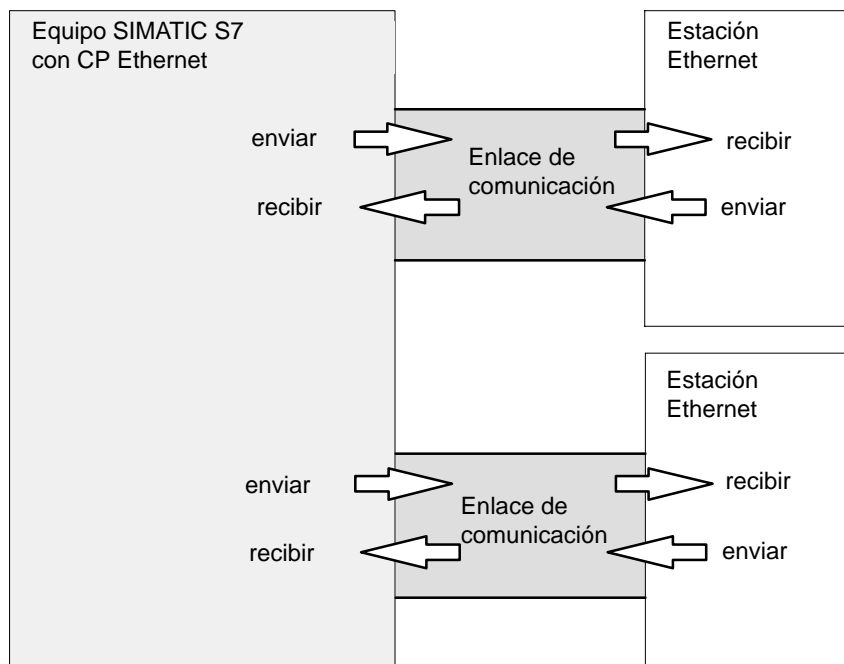 Equipo SIMATIC S7
con CP Ethernet
Estación
Ethernet
enviar
Enlace de
comunicación
recibir
recibir
enviar
Estación
Ethernet
enviar
Enlace de
comunicación
recibir
recibir
enviar